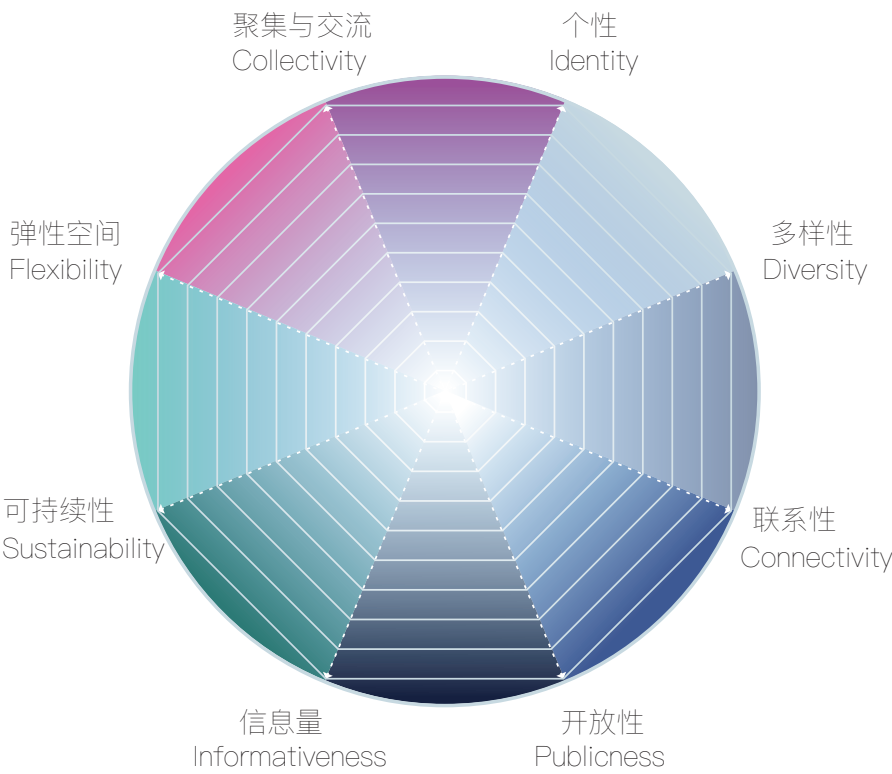 聚集与交流
Collectivity
个性
Identity
弹性空间
Flexibility
多样性
Diversity
可持续性
Sustainability
联系性
Connectivity
信息量
Informativeness
开放性
Publicness